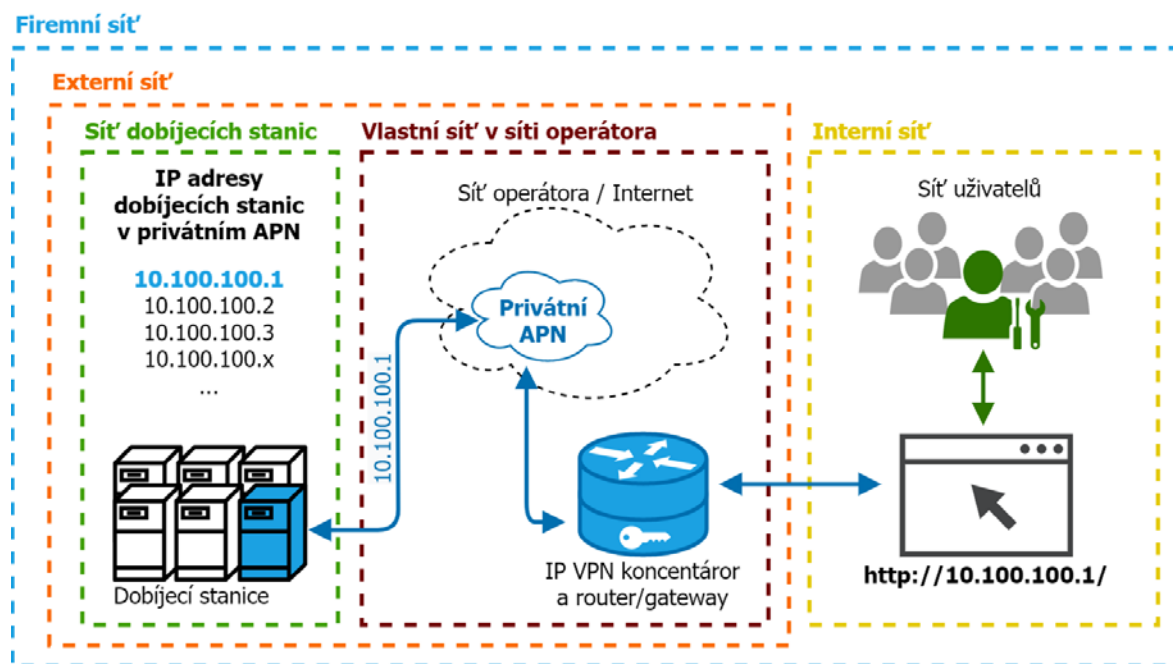 Firemní síť
Externí síť
Síť dobíjecích stanic
IP adresy
dobíjecích stanic
v privátním APN
10.100.100.1
10.100.100.2
10.100.100.3
10.100.100.x
...
Dobíjecí stanice
Vlastní síť v síti operátora
Síť operátora / Internet
Privátní
APN
10.100.100.1
IP VPN koncentároror
a router/gateway
Interní síť
Síť uživatelů
http://10.100.100.1/